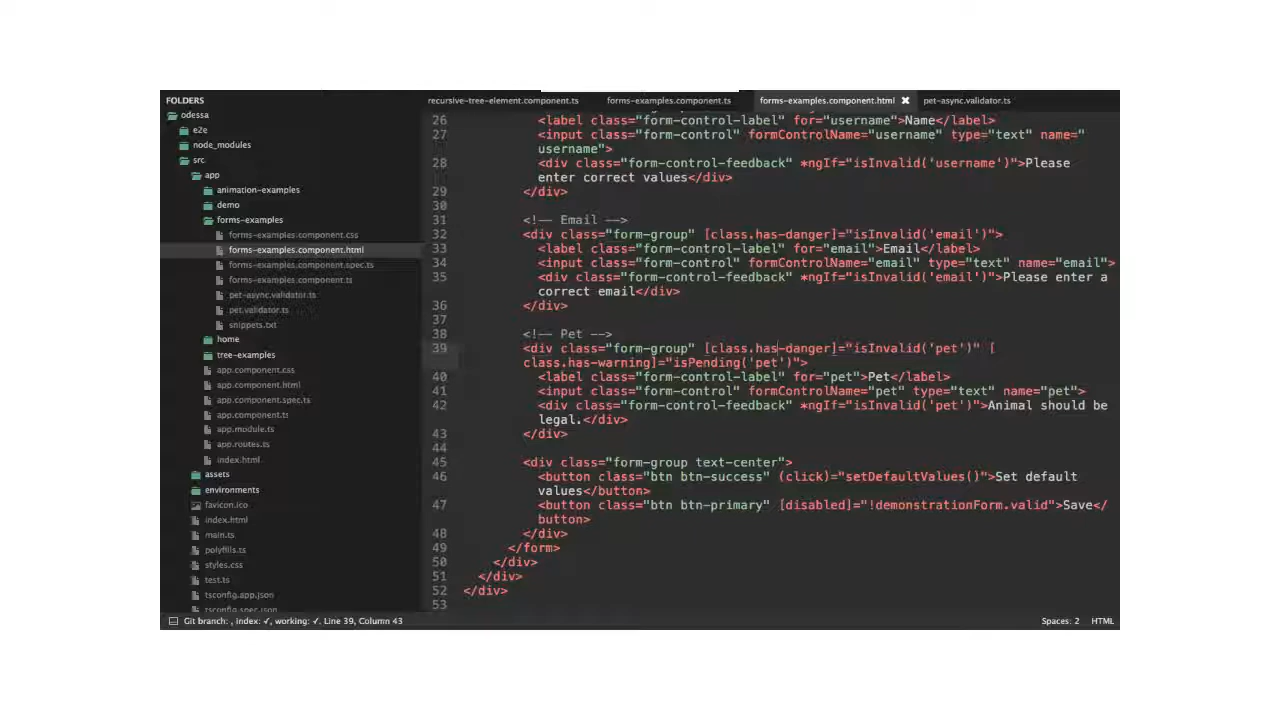 FOLDERS
odessa
e2e
node_modules
src
app
animation-examples
demo
forms-examples
forms-examples.component.css
forms-examples.component.html
forms-examples.component.spec.ts
forms-examples.component.ts
pet-async.validator.ts
pet.validator.ts
snippets.txt
home
tree-examples
app.component.css
app.component.html
app.component.spec.ts
app.component.ts
app.module.ts
app.routes.ts
index.html
assets
environments
favicon.ico
index.html
main.ts
polyfills.ts
styles.css
test.ts
tsconfig.app.json
tsconfig.spec.json
recursive-tree-element.component.ts forms-examples.component.ts forms-examples.component.html pet-async.validator.ts
26 <label class="form-control-label" for="username">Name</label>
27 <input class="form-control" formControlName="username" type="text" name="
username">
28 <div class="form-control-feedback" *ngIf="isInvalid('username')">Please
enter correct values</div>
29 </div>
30
31 <!-- Email -->
32 <div class="form-group" [class.has-danger]="isInvalid('email')">
33 <label class="form-control-label" for="email">Email</label>
34 <input class="form-control" formControlName="email" type="text" name="email">
35 <div class="form-control-feedback" *ngIf="isInvalid('email')">Please enter a
correct email</div>
36 </div>
37
38 <!-- Pet -->
39 <div class="form-group" [class.has-danger]="isInvalid('pet')" [
class.has-warning]="isPending('pet')">
40 <label class="form-control-label" for="pet">Pet</label>
41 <input class="form-control" formControlName="pet" type="text" name="pet">
42 <div class="form-control-feedback" *ngIf="isInvalid('pet')">Animal should be
legal.</div>
43 </div>
44
45 <div class="form-group text-center">
46 <button class="btn btn-success" (click)="setDefaultValues()">Set default
values</button>
47 <button class="btn btn-primary" [disabled]="!demonstrationForm.valid">Save</
button>
48 </div>
49 </form>
50 </div>
51 </div>
52 </div>
53
Git branch: , index: ✓, working: ✓, Line 39, Column 43 Spaces: 2 HTML